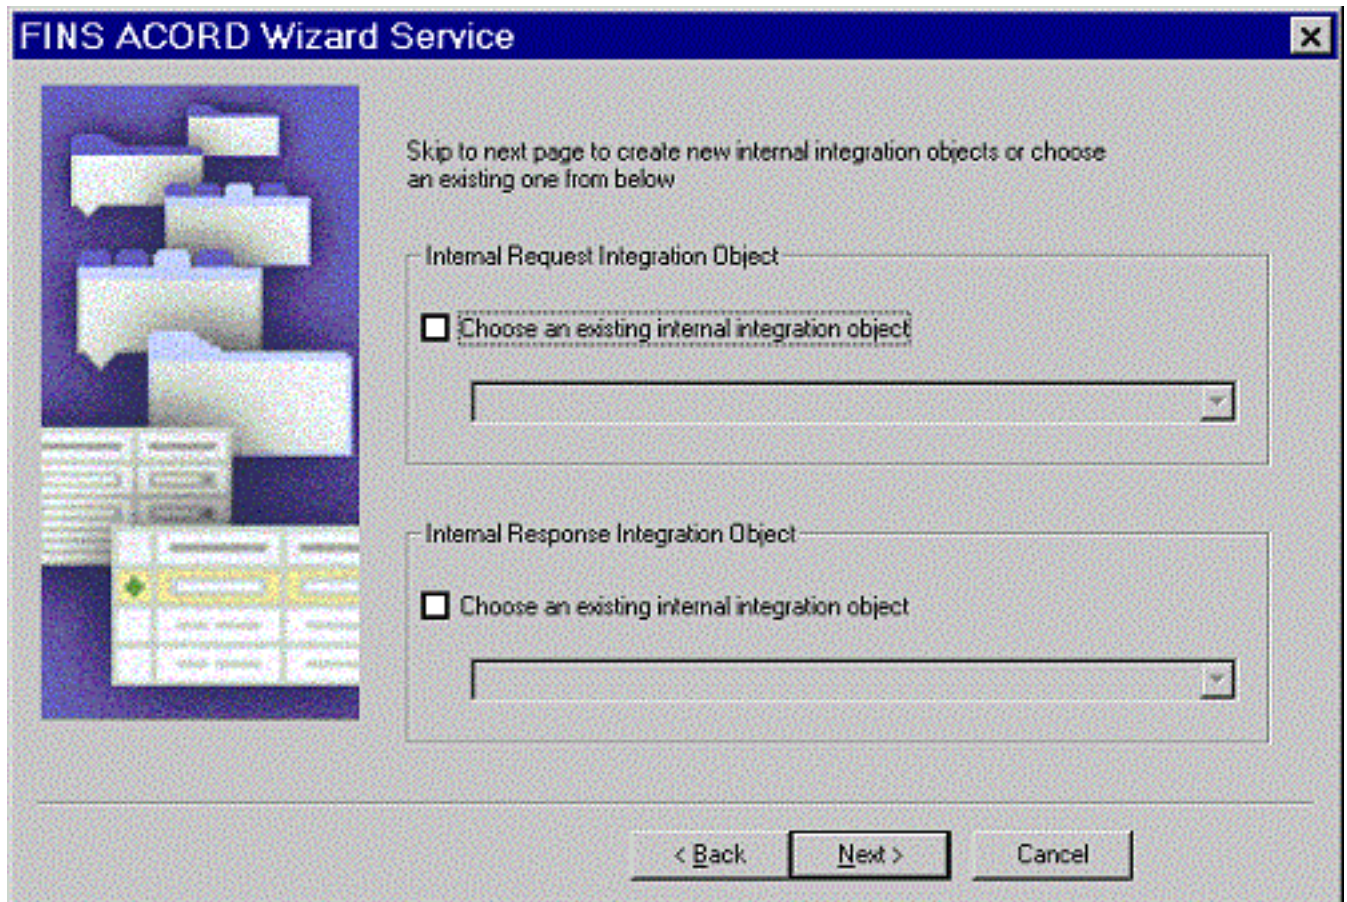 FINS ACORD Wizard Service
Skip to next page to create new internal integration objects or choose
an existing one from below
Internal Request Integration Object
Choose an existing internal integration object
Internal Response Integration Object
Choose an existing internal integration object
< Back
Next >
Cancel